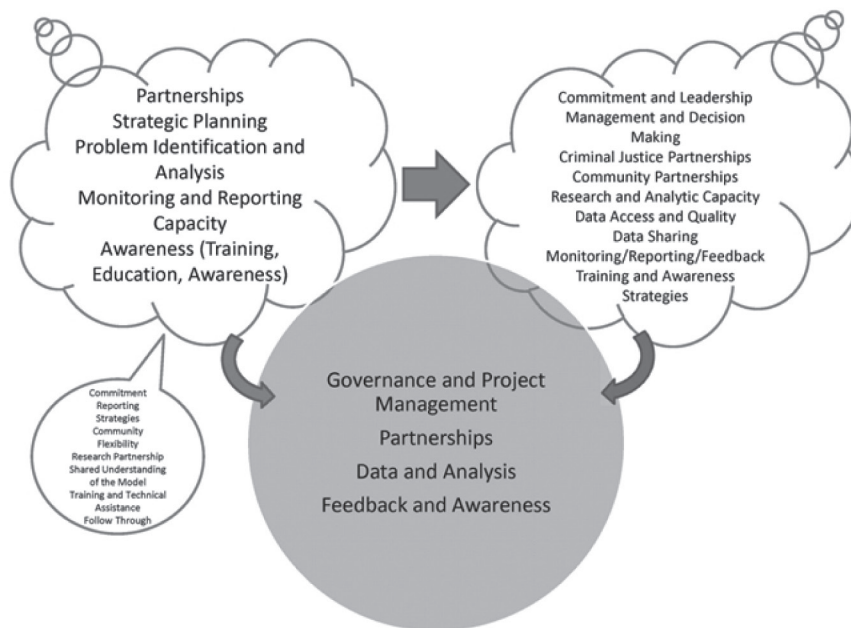 Partnerships
Strategic Planning
Problem Identification and
Analysis
Monitoring and Reporting
Capacity
Awareness (Training,
Education, Awareness)
Commitment and Leadership
Management and Decision
Making
Criminal Justice Partnerships
Community Partnerships
Research and Analytic Capacity
Data Access and Quality
Data Sharing
Monitoring/Reporting/Feedback
Training and Awareness
Strategies
Commitment
Reporting
Strategies
Community
Flexibility
Research Partnership
Shared Understanding
of the Model
Training and Technical
Assistance
Follow Through
Governance and Project
Management
Partnerships
Data and Analysis
Feedback and Awareness